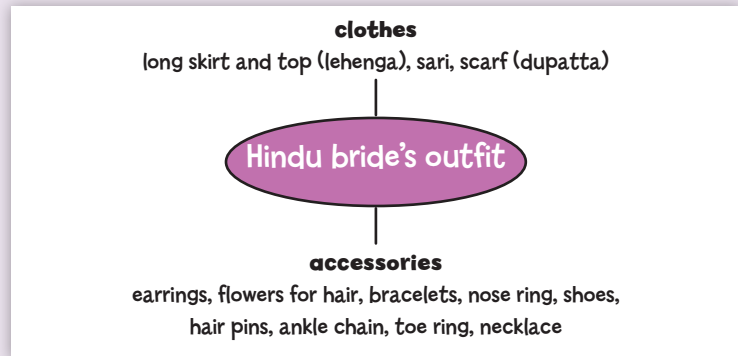 clothes
long skirt and top (lehenga), sari, scarf (dupatta)
Hindu bride's outfit
accessories
earrings, flowers for hair, bracelets, nose ring, shoes,
hair pins, ankle chain, toe ring, necklace